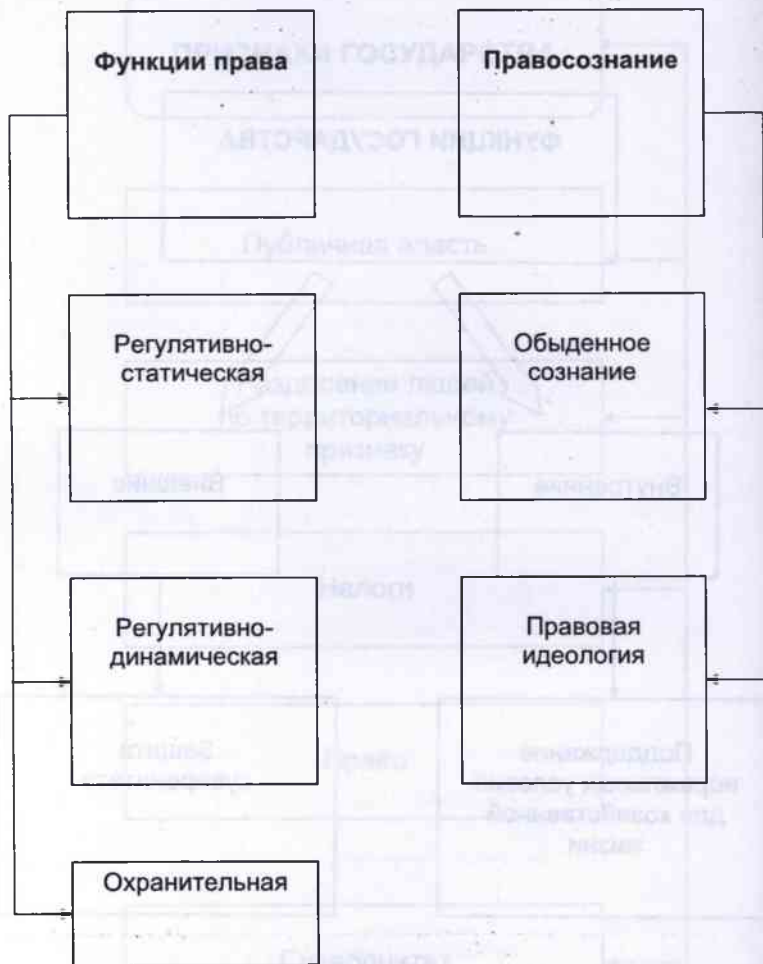 Функции права
Правосознание
Регулятивно-
статическая
Обыденное
сознание
Регулятивно-
динамическая
Правовая
идеология
Охранительная